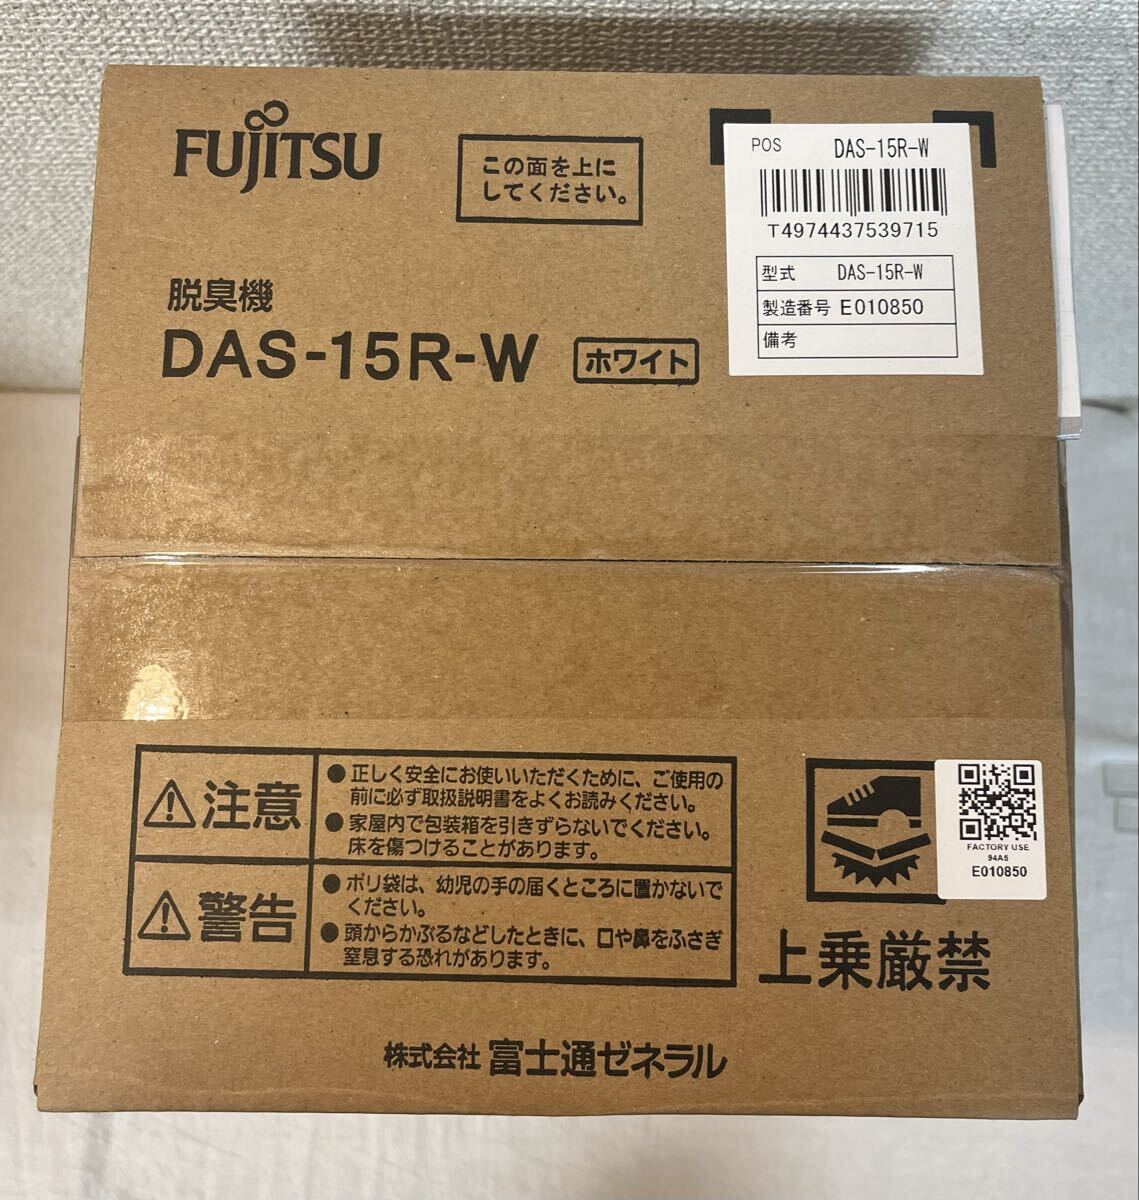 FUJITSU
この面を上に
してください。
POS DAS-15R-W
T4974437539715
型式 DAS-15R-W
製造番号 E010850
備考
脱臭機
DAS-15R-W ホワイト
注意
●正しく安全にお使いいただくために、ご使用の
前に必ず取扱説明書をよくお読みください。
●家屋内で包装箱を引きずらないでください。
床を傷つけることがあります。
警告
●ポリ袋は、幼児の手の届くところに置かないで
ください。
●頭からかぶるなどしたときに、口や鼻をふさぎ
窒息する恐れがあります。
FACTORY USE
94A5
E010850
上乗厳禁
株式会社 富士通ゼネラル